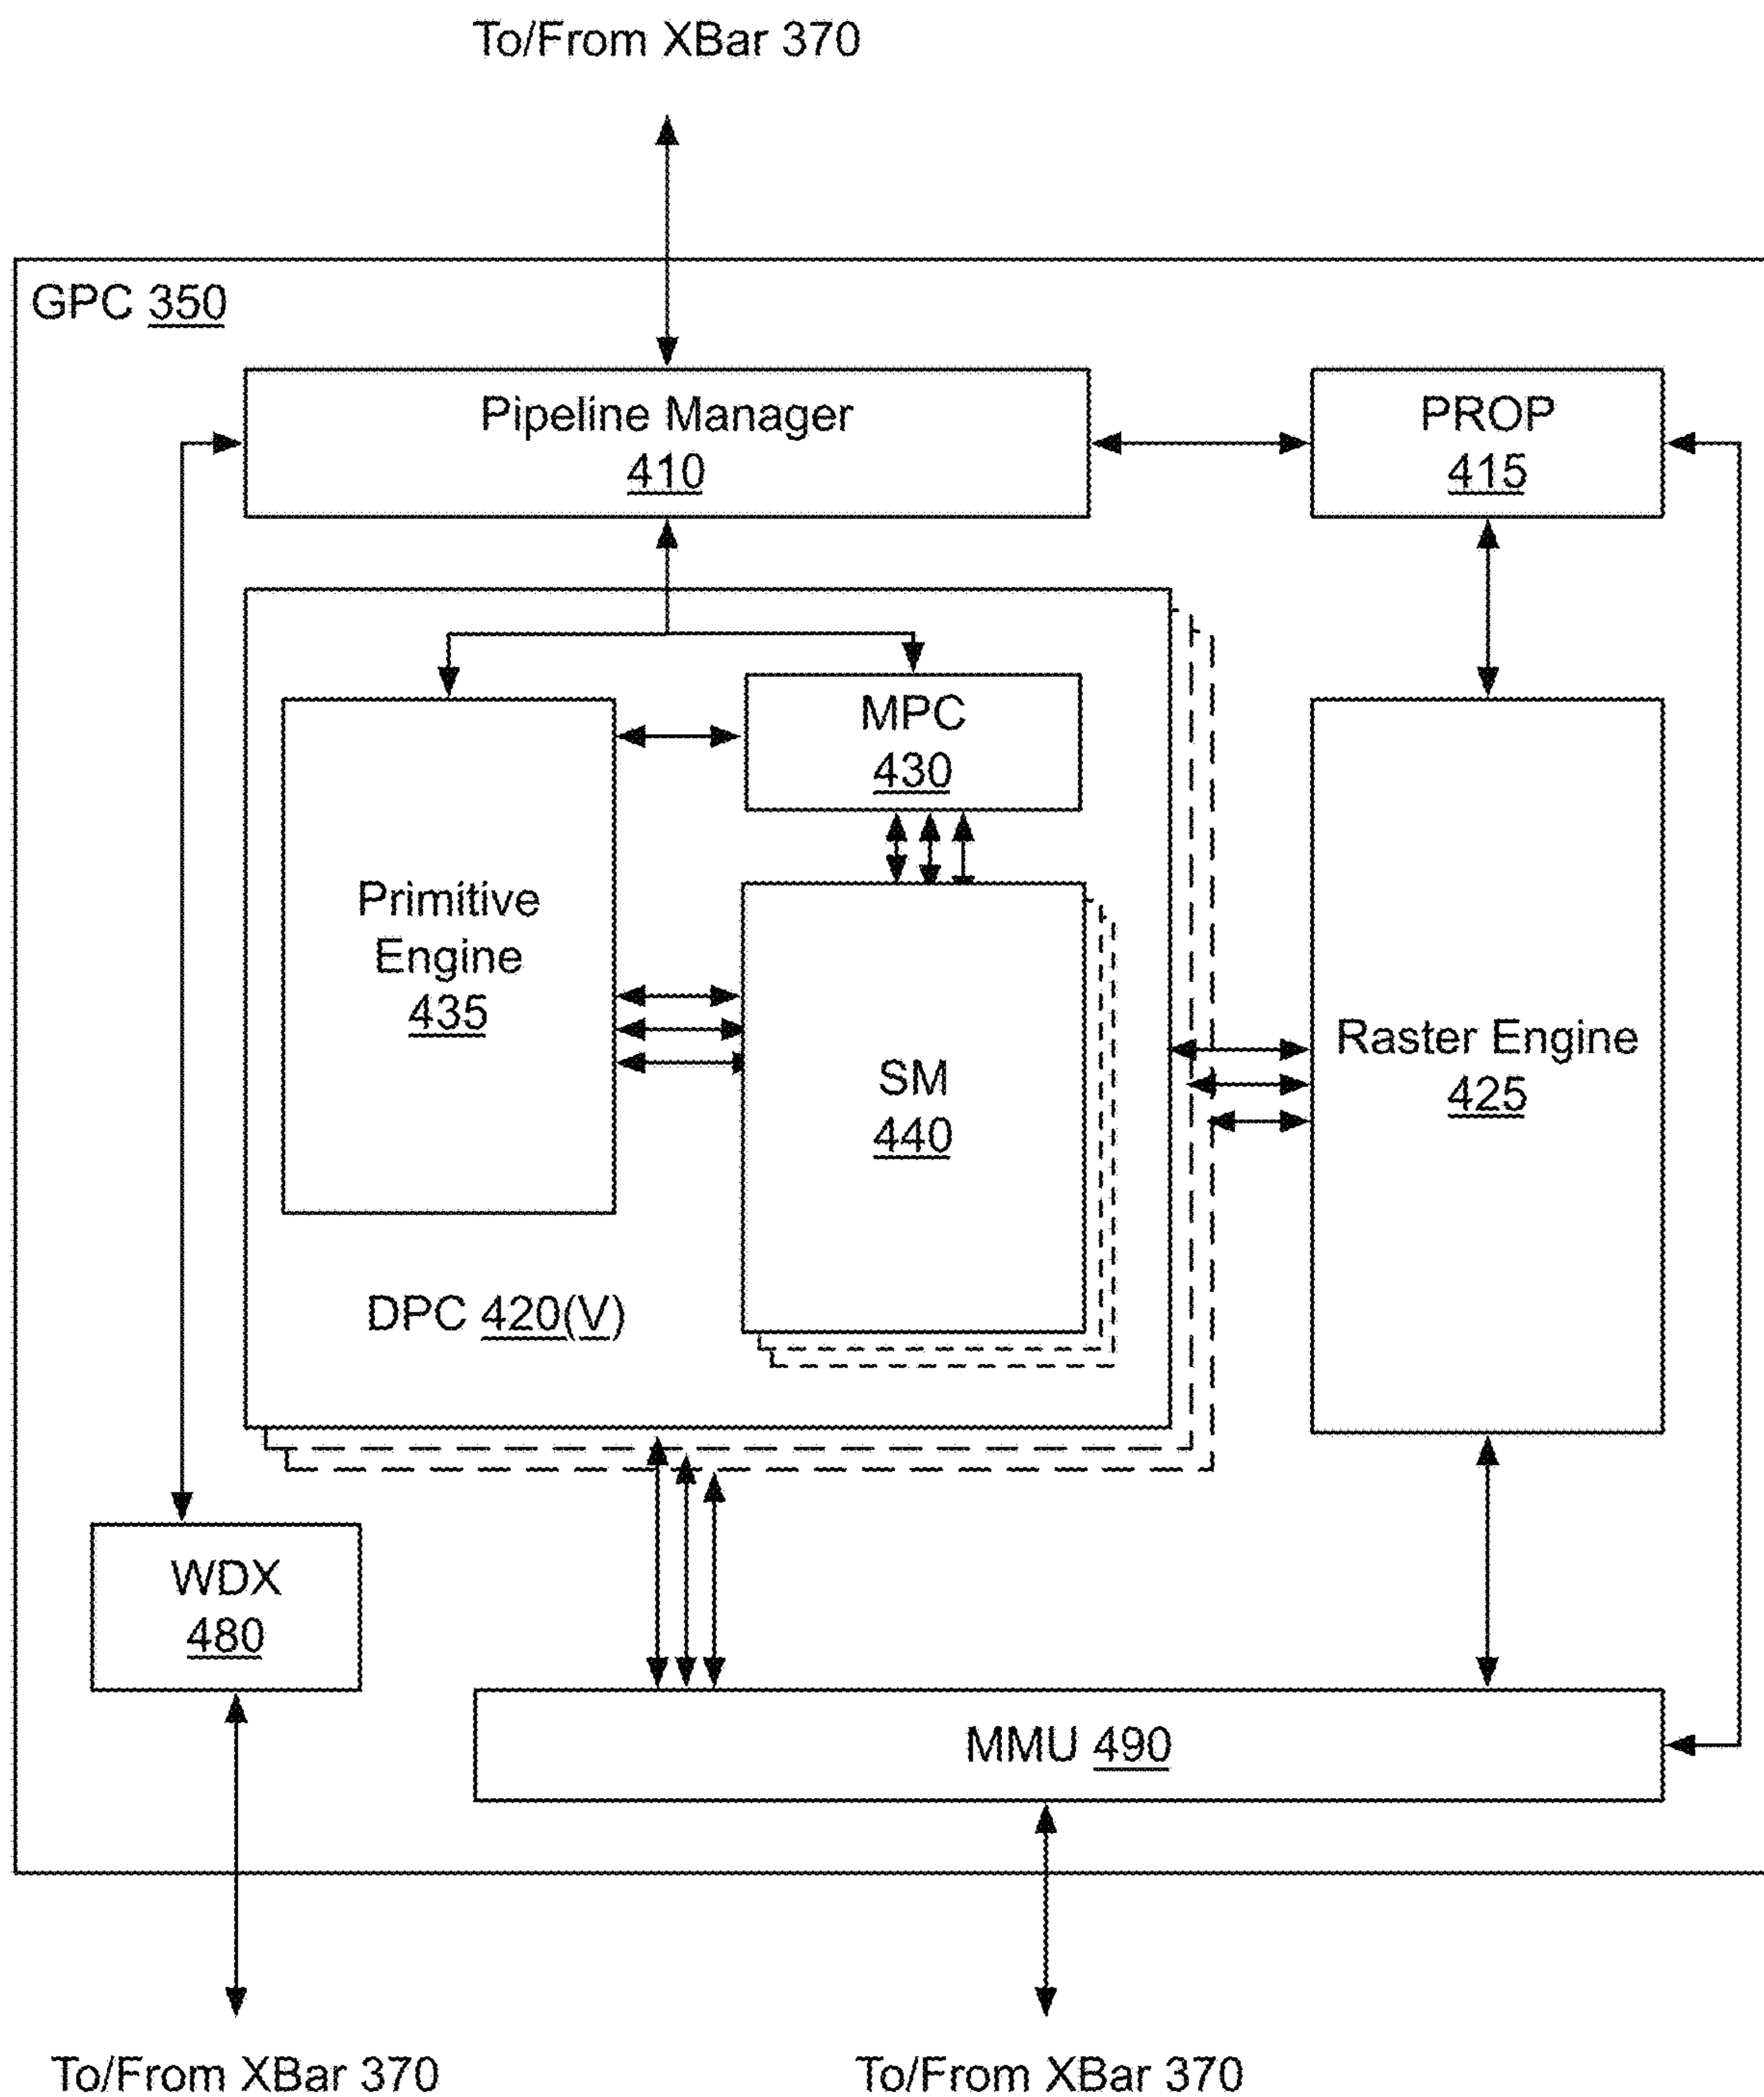 To/From XBar 370
GPC 350
Pipeline Manager
410
PROP
415
MPC
430
Primitive
Engine
435
SM
440
Raster Engine
425
DPC 420(V)
WDX
480
MMU 490
To/From XBar 370
To/From XBar 370